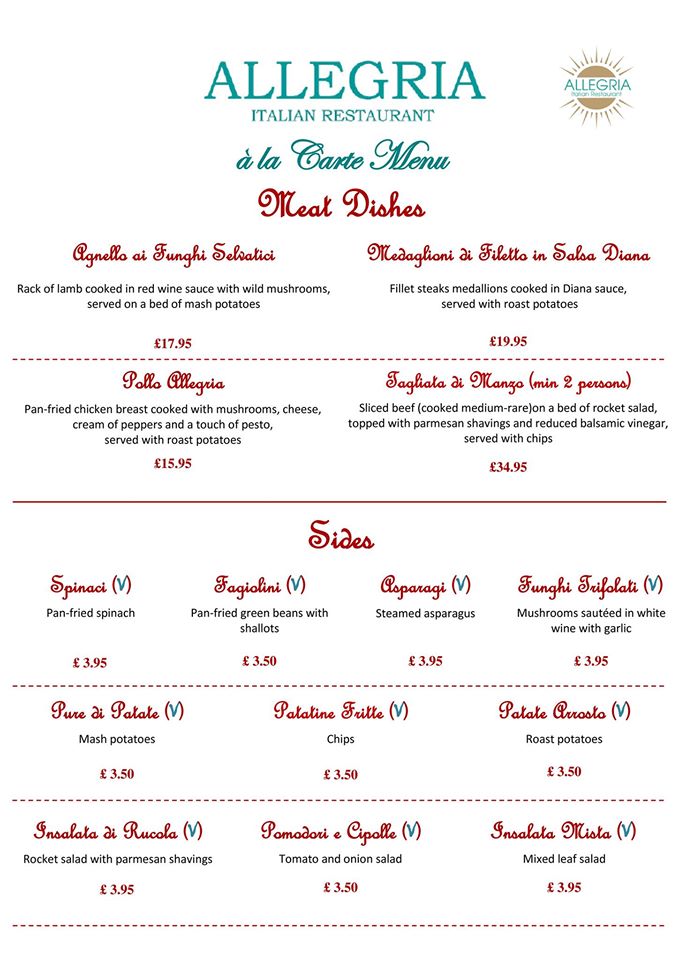 ALLEGRIA
ITALIAN RESTAURANT
ALLEGRIA
Italian Restaurant
à la Carte Menu
Meat Dishes
Agnello ai Funghi Selvatici
Rack of lamb cooked in red wine sauce with wild mushrooms,
served on a bed of mash potatoes
£17.95
Medaglioni di Filetto in Salsa Diana
Fillet steaks medallions cooked in Diana sauce,
served with roast potatoes
£19.95
Pollo Allegria
Pan-fried chicken breast cooked with mushrooms, cheese,
cream of peppers and a touch of pesto,
served with roast potatoes
£15.95
Tagliata di Manzo (min 2 persons)
Sliced beef (cooked medium-rare)on a bed of rocket salad,
topped with parmesan shavings and reduced balsamic vinegar,
served with chips
£34.95
Sides
Spinaci (V)
Pan-fried spinach
£ 3.95
Fagiolini (V)
Pan-fried green beans with
shallots
£ 3.50
Asparagi (V)
Steamed asparagus
£ 3.95
Funghi Trifolati (V)
Mushrooms sautéed in white
wine with garlic
£ 3.95
Pure di Patate (V)
Mash potatoes
£ 3.50
Patatine Fritte (V)
Chips
£ 3.50
Patate Arrosto (V)
Roast potatoes
£ 3.50
Insalata di Rucola (V)
Rocket salad with parmesan shavings
£ 3.95
Pomodori e Cipolle (V)
Tomato and onion salad
£ 3.50
Insalata Mista (V)
Mixed leaf salad
£ 3.95